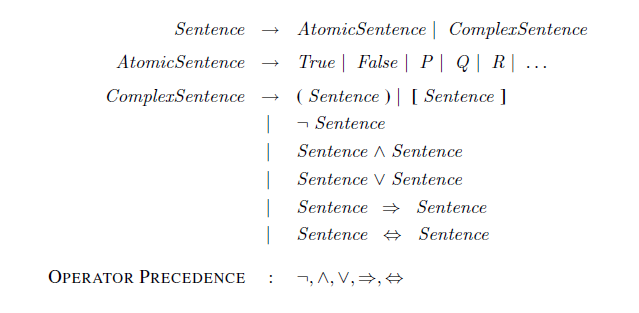 Sentence → AtomicSentence | ComplexSentence
AtomicSentence → True | False | P | Q | R | ...
ComplexSentence → ( Sentence ) | [ Sentence ]
| ¬ Sentence
| Sentence ∧ Sentence
| Sentence ∨ Sentence
| Sentence ⇒ Sentence
| Sentence ⇔ Sentence
OPERATOR PRECEDENCE : ¬, ∧, ∨, ⇒, ⇔